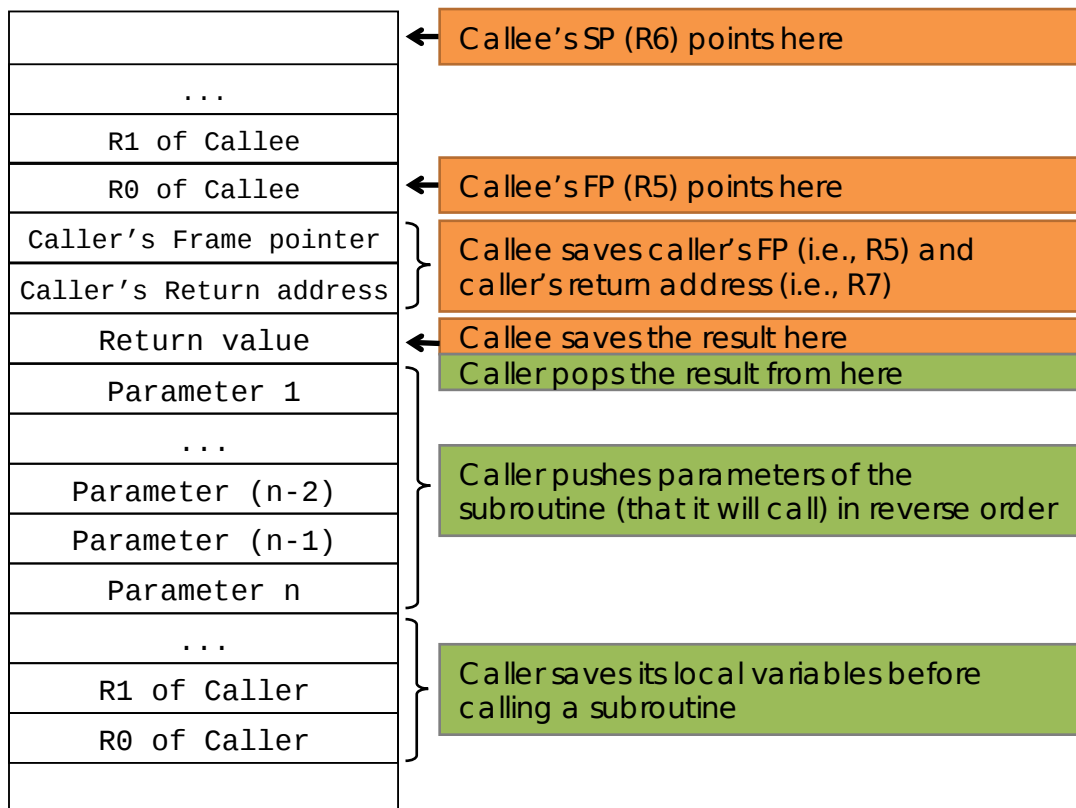 Callee's SP (R6) points here
...
R1 of Callee
R0 of Callee
Callee's FP (R5) points here
Caller's Frame pointer
Caller's Return address
Callee saves caller's FP (i.e., R5) and
caller's return address (i.e., R7)
Return value
Callee saves the result here
Caller pops the result from here
Parameter 1
...
Parameter (n-2)
Parameter (n-1)
Parameter n
Caller pushes parameters of the
subroutine (that it will call) in reverse order
...
R1 of Caller
R0 of Caller
Caller saves its local variables before
calling a subroutine